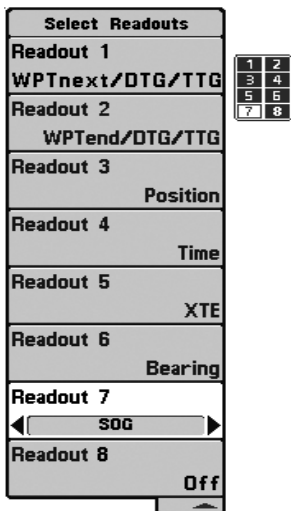 Select Readouts
Readout 1
WPTnext/DTG/TTG
Readout 2
WPTend/DTG/TTG
Readout 3
Position
Readout 4
Time
Readout 5
XTE
Readout 6
Bearing
Readout 7
SOG
Readout 8
Off
1 2
3 4
5 6
7 8